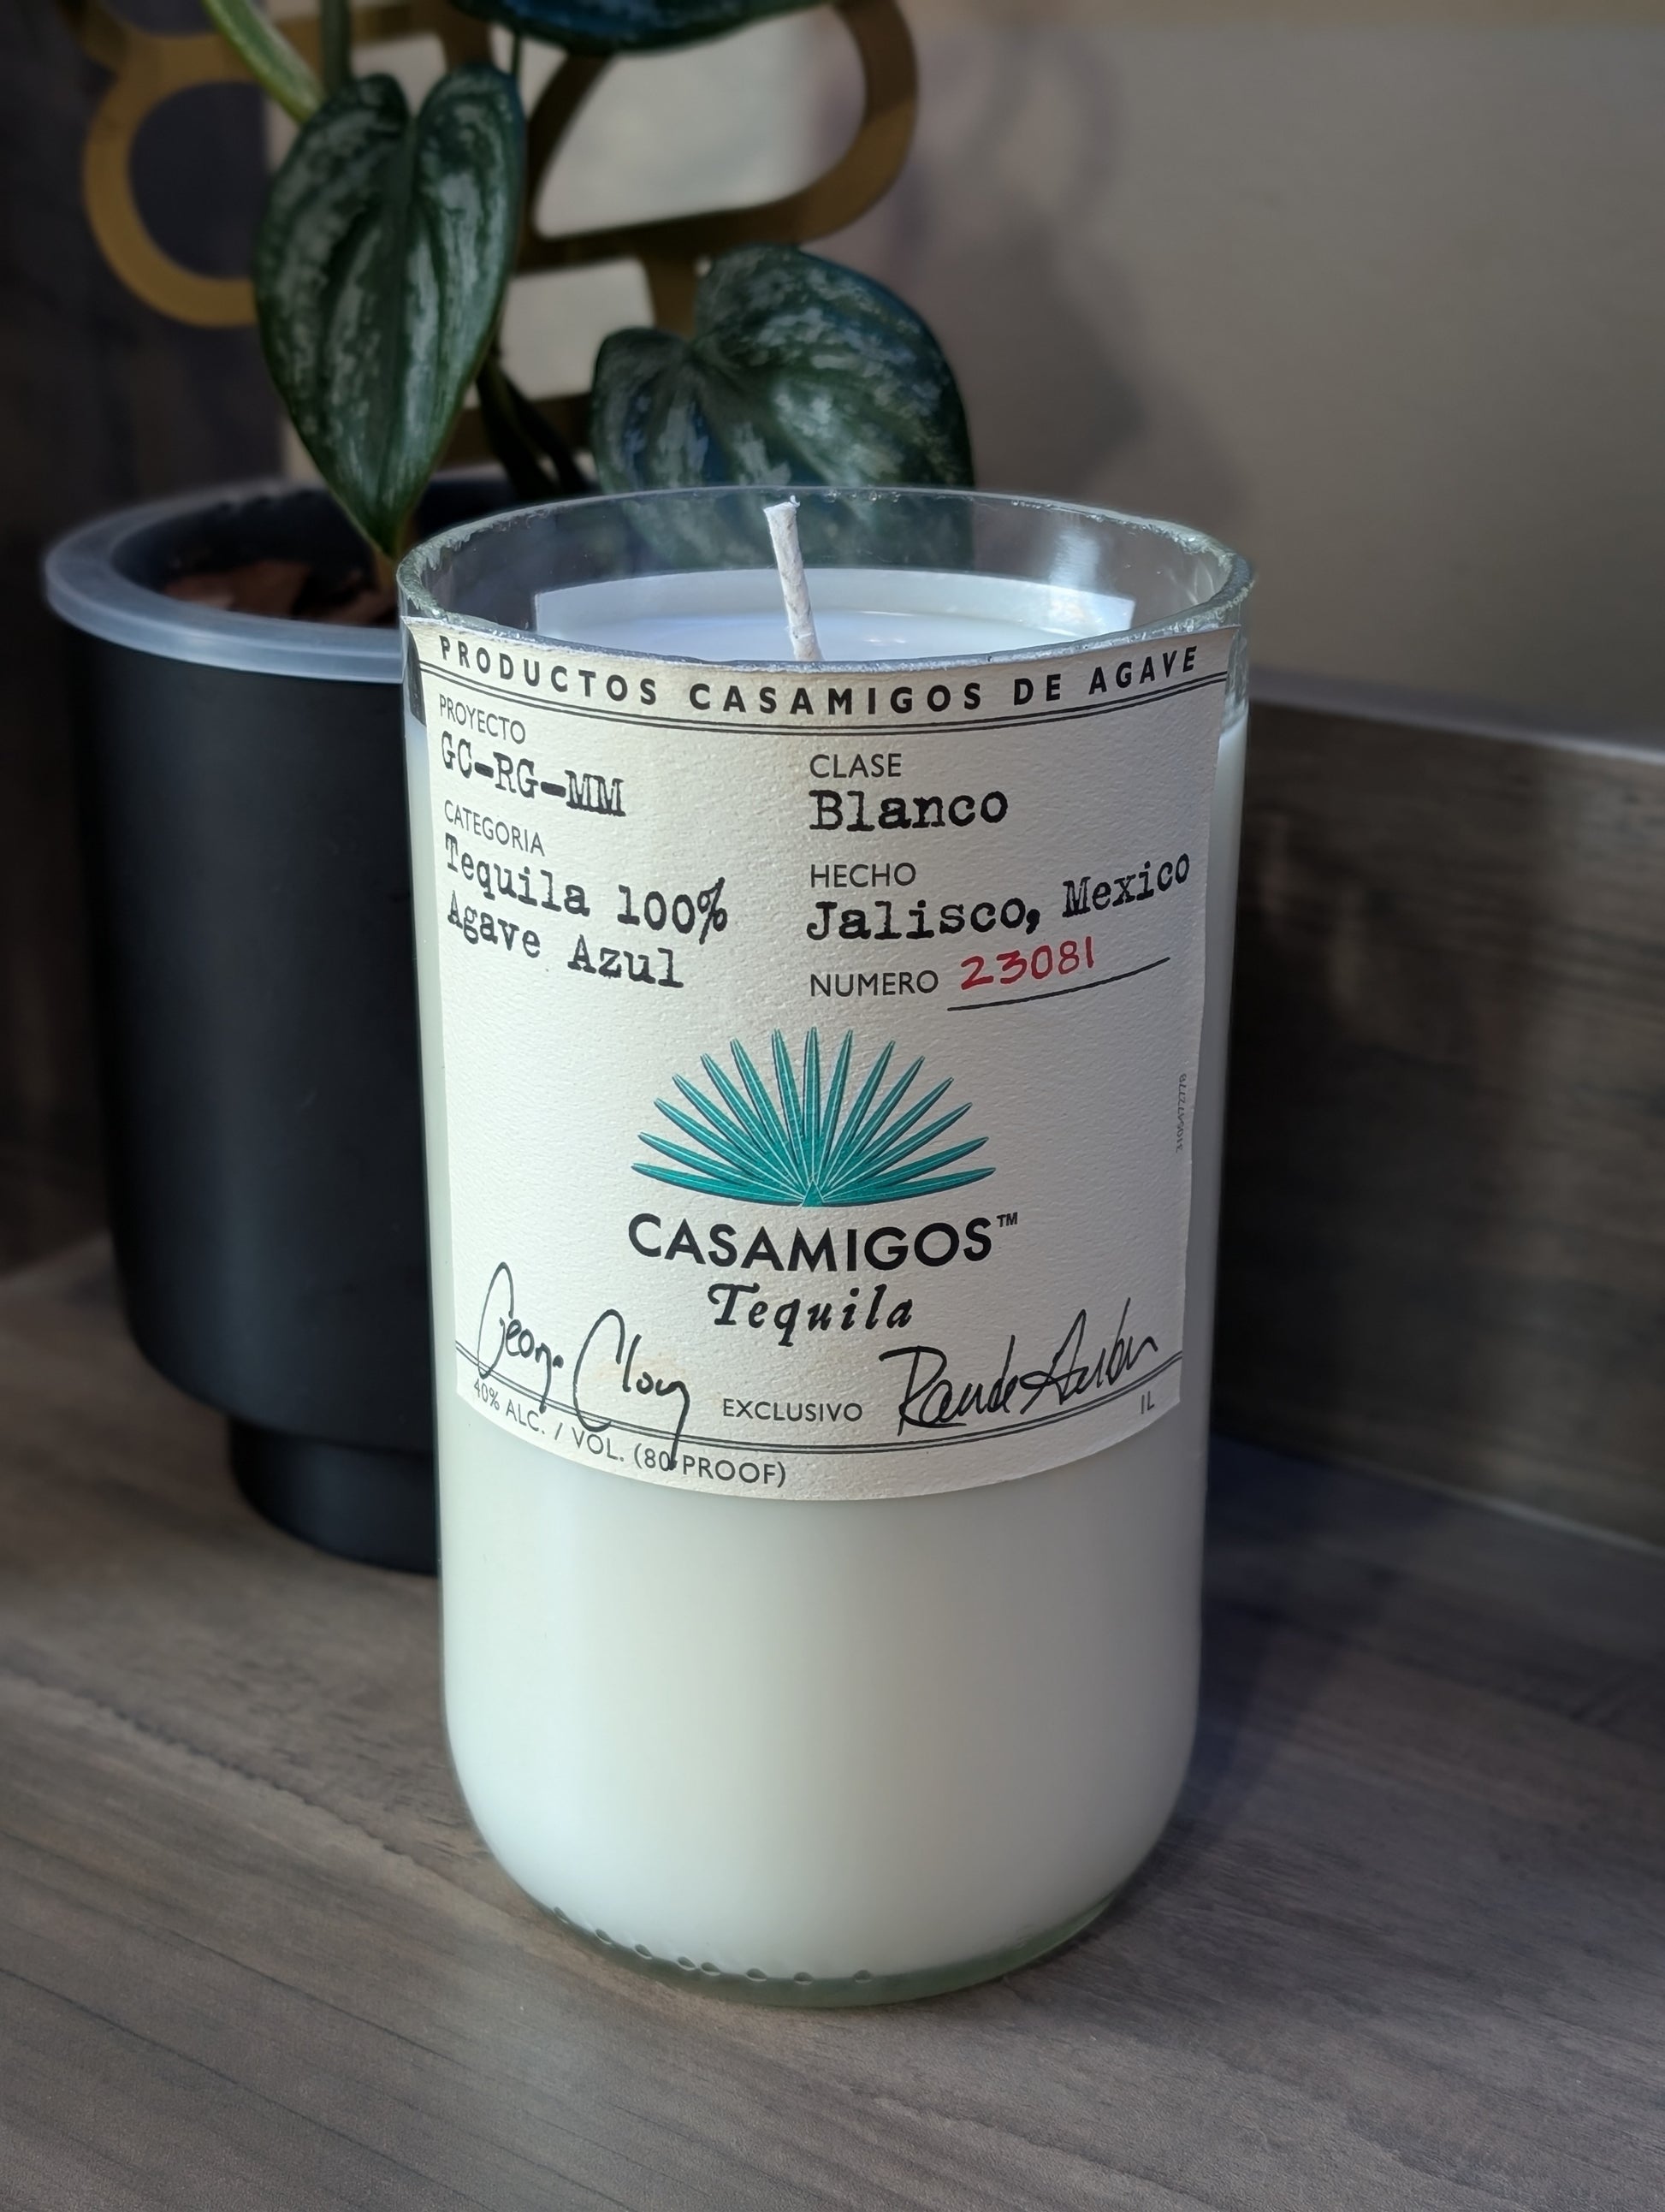 PRODUCTOS CASAMIGOS DE AGAVE
PROYECTO
GC-RG-MM
CATEGORIA
Tequila 100%
Agave Azul
CLASE
Blanco
HECHO
Jalisco, Mexico
NUMERO 23081
CASAMIGOS™
Tequila
EXCLUSIVO
40% ALC. / VOL. (80 PROOF)
1L